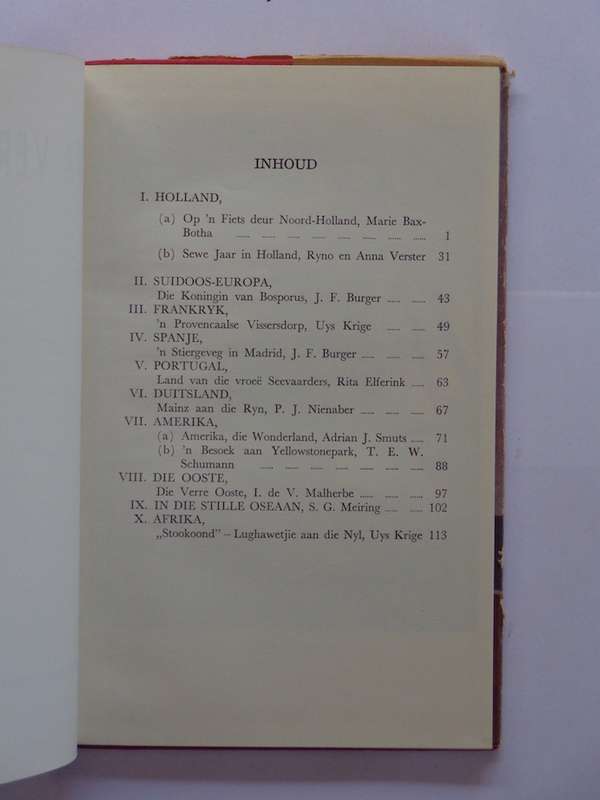 INHOUD
I. HOLLAND,
(a) Op 'n Fiets deur Noord-Holland, Marie Bax-
Botha ..... ..... ..... ..... ..... ..... ..... ..... 1
(b) Sewe Jaar in Holland, Ryno en Anna Verster 31
II. SUIDOOS-EUROPA,
Die Koningin van Bosporus, J. F. Burger ..... ..... 43
III. FRANKRYK,
'n Provencaalse Vissersdorp, Uys Krige ..... ..... 49
IV. SPANJE,
'n Stiergeveg in Madrid, J. F. Burger ..... ..... ..... 57
V. PORTUGAL,
Land van die vroeë Seevaarders, Rita Elferink ..... 63
VI. DUITSLAND,
Mainz aan die Ryn, P. J. Nienaber ..... ..... ..... 67
VII. AMERIKA,
(a) Amerika, die Wonderland, Adrian J. Smuts ..... 71
(b) 'n Besoek aan Yellowstonepark, T. E. W.
Schumann ..... ..... ..... ..... ..... ..... ..... 88
VIII. DIE OOSTE,
Die Verre Ooste, I. de V. Malherbe ..... ..... ..... 97
IX. IN DIE STILLE OSEAAN, S. G. Meiring ..... ..... 102
X. AFRIKA,
„Stookoond” – Lughawetjie aan die Nyl, Uys Krige 113